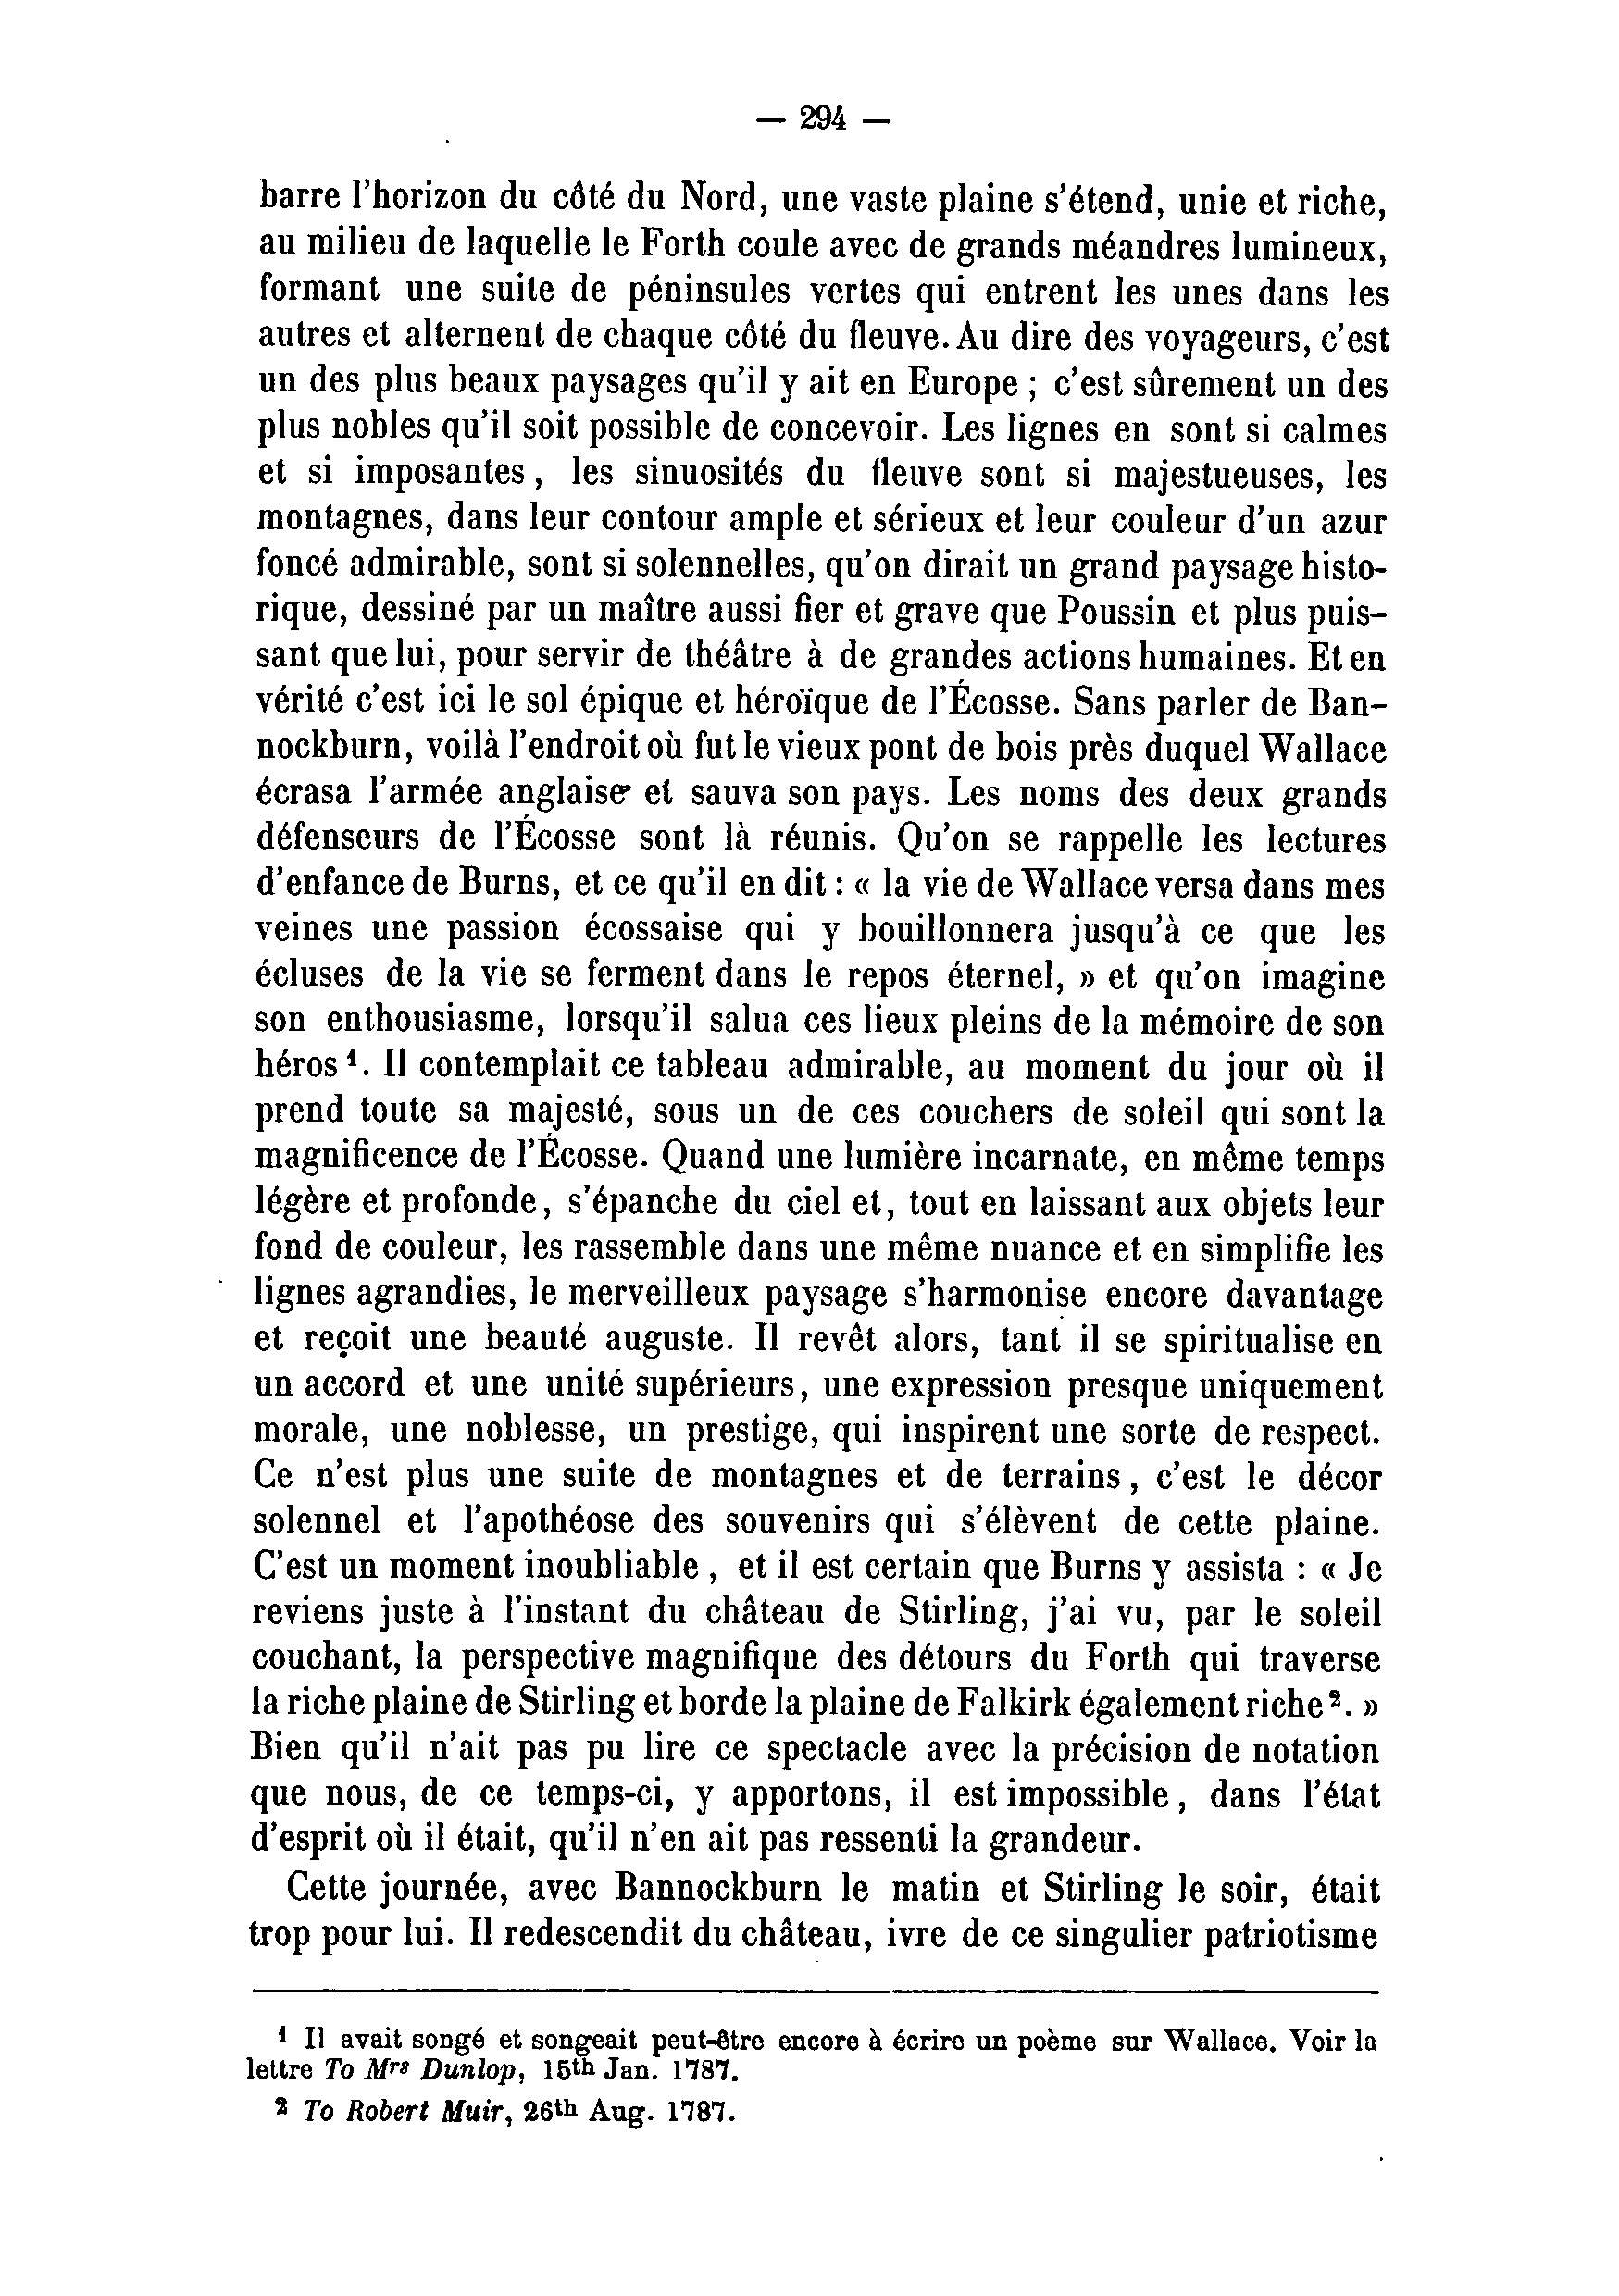 — 294 —
barre l'horizon du côté du Nord, une vaste plaine s'étend, unie et riche,
au milieu de laquelle le Forth coule avec de grands méandres lumineux,
formant une suite de péninsules vertes qui entrent les unes dans les
autres et alternent de chaque côté du fleuve. Au dire des voyageurs, c'est
un des plus beaux paysages qu'il y ait en Europe ; c'est sûrement un des
plus nobles qu'il soit possible de concevoir. Les lignes en sont si calmes
et si imposantes, les sinuosités du fleuve sont si majestueuses, les
montagnes, dans leur contour ample et sérieux et leur couleur d'un azur
foncé admirable, sont si solennelles, qu'on dirait un grand paysage histo-
rique, dessiné par un maître aussi fier et grave que Poussin et plus puis-
sant que lui, pour servir de théâtre à de grandes actions humaines. Et en
vérité c'est ici le sol épique et héroïque de l'Écosse. Sans parler de Ban-
nockburn, voilà l'endroit où fut le vieux pont de bois près duquel Wallace
écrasa l'armée anglaise et sauva son pays. Les noms des deux grands
défenseurs de l'Écosse sont là réunis. Qu'on se rappelle les lectures
d'enfance de Burns, et ce qu'il en dit : « la vie de Wallace versa dans mes
veines une passion écossaise qui y bouillonnera jusqu'à ce que les
écluses de la vie se ferment dans le repos éternel, » et qu'on imagine
son enthousiasme, lorsqu'il salua ces lieux pleins de la mémoire de son
héros ¹. Il contemplait ce tableau admirable, au moment du jour où il
prend toute sa majesté, sous un de ces couchers de soleil qui sont la
magnificence de l'Écosse. Quand une lumière incarnate, en même temps
légère et profonde, s'épanche du ciel et, tout en laissant aux objets leur
fond de couleur, les rassemble dans une même nuance et en simplifie les
lignes agrandies, le merveilleux paysage s'harmonise encore davantage
et reçoit une beauté auguste. Il revêt alors, tant il se spiritualise en
un accord et une unité supérieurs, une expression presque uniquement
morale, une noblesse, un prestige, qui inspirent une sorte de respect.
Ce n'est plus une suite de montagnes et de terrains, c'est le décor
solennel et l'apothéose des souvenirs qui s'élèvent de cette plaine.
C'est un moment inoubliable, et il est certain que Burns y assista : « Je
reviens juste à l'instant du château de Stirling, j'ai vu, par le soleil
couchant, la perspective magnifique des détours du Forth qui traverse
la riche plaine de Stirling et borde la plaine de Falkirk également riche ². »
Bien qu'il n'ait pas pu lire ce spectacle avec la précision de notation
que nous, de ce temps-ci, y apportons, il est impossible, dans l'état
d'esprit où il était, qu'il n'en ait pas ressenti la grandeur.
Cette journée, avec Bannockburn le matin et Stirling le soir, était
trop pour lui. Il redescendit du château, ivre de ce singulier patriotisme
¹ Il avait songé et songeait peut-être encore à écrire un poème sur Wallace. Voir la
lettre To Mrs Dunlop, 15th Jan. 1787.
² To Robert Muir, 26th Aug. 1787.